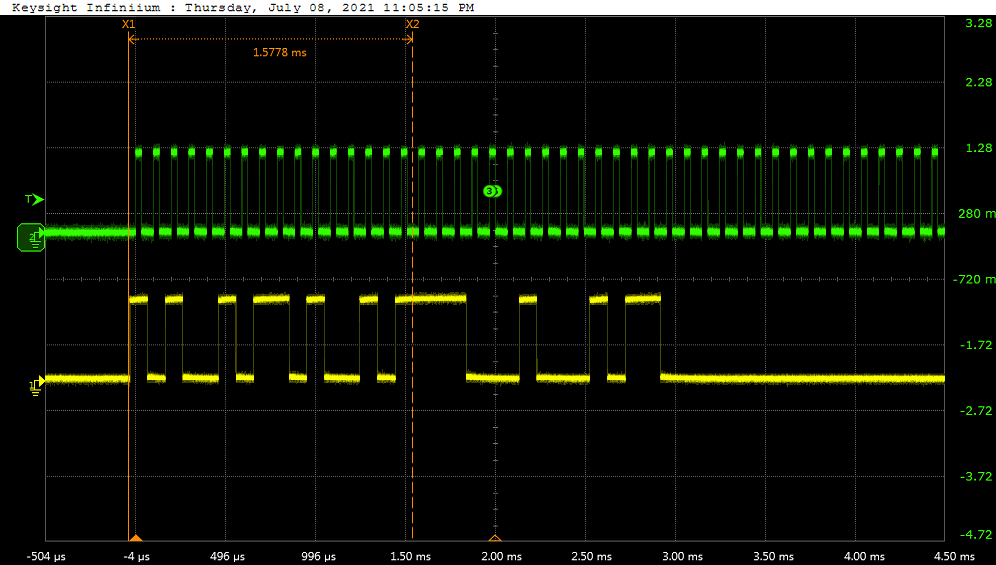 Keysight Infiniium : Thursday, July 08, 2021 11:05:15 PM
X1 X2
3.28
1.5778 ms
2.28
1.28
T
3
280 m
2
-720 m
-1.72
1
-2.72
-3.72
-4.72
-504 µs -4 µs 496 µs 996 µs 1.50 ms 2.00 ms 2.50 ms 3.00 ms 3.50 ms 4.00 ms 4.50 ms